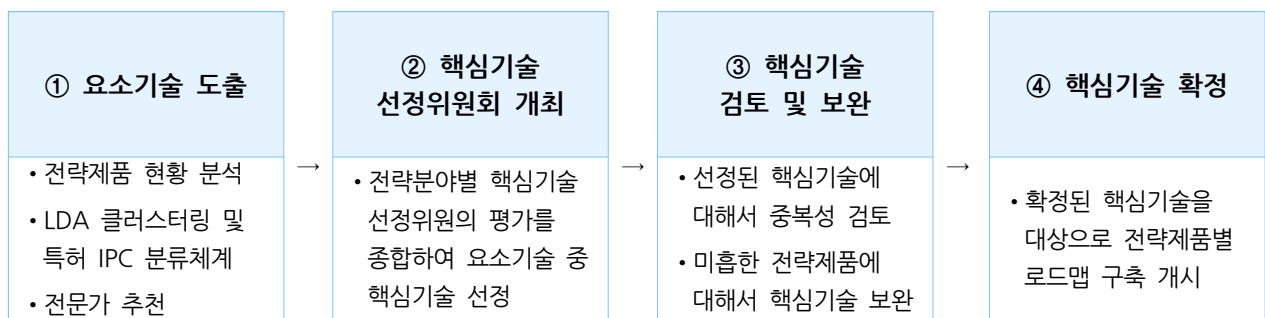 ① 요소기술 도출
• 전략제품 현황 분석
• LDA 클러스터링 및
특허 IPC 분류체계
• 전문가 추천
→
② 핵심기술
선정위원회 개최
• 전략분야별 핵심기술
선정위원의 평가를
종합하여 요소기술 중
핵심기술 선정
→
③ 핵심기술
검토 및 보완
• 선정된 핵심기술에
대해서 중복성 검토
• 미흡한 전략제품에
대해서 핵심기술 보완
→
④ 핵심기술 확정
• 확정된 핵심기술을
대상으로 전략제품별
로드맵 구축 개시